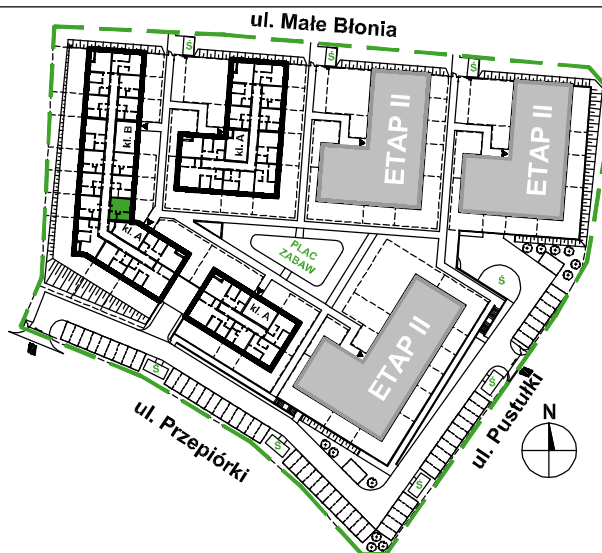 ul. Małe Błonia
Ś
Ś
Ś
kl. B
kl. A
ETAP II
ETAP II
kl. A
PLAC
ZABAW
Ś
kl. A
ETAP II
Ś
Ś
ul. Pustułki
ul. Przepiórki
N
Ś
Ś